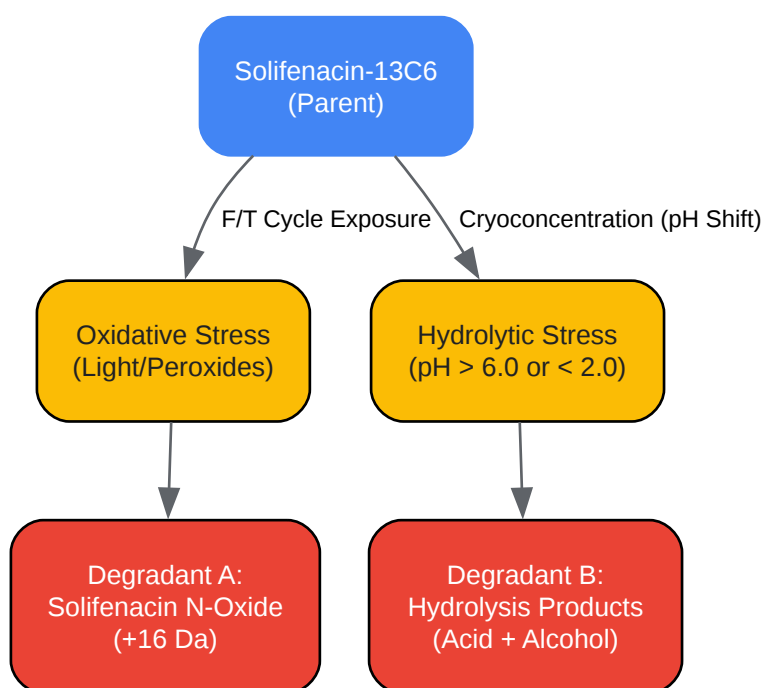 Solifenacin-13C6
(Parent)
F/T Cycle Exposure
Cryoconcentration (pH Shift)
Oxidative Stress
(Light/Peroxides)
Hydrolytic Stress
(pH > 6.0 or < 2.0)
Degradant A:
Solifenacin N-Oxide
(+16 Da)
Degradant B:
Hydrolysis Products
(Acid + Alcohol)